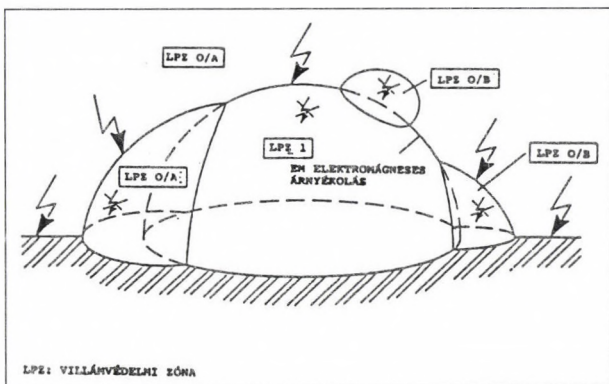 LPZ O/A
LPZ O/B
LPZ 1
EM ELEKTROMÁGNESES
ÁRNYÉKOLÁS
LPZ O/B
LPZ O/A
LPZ: VILLÁMVÉDELMI ZÓNA